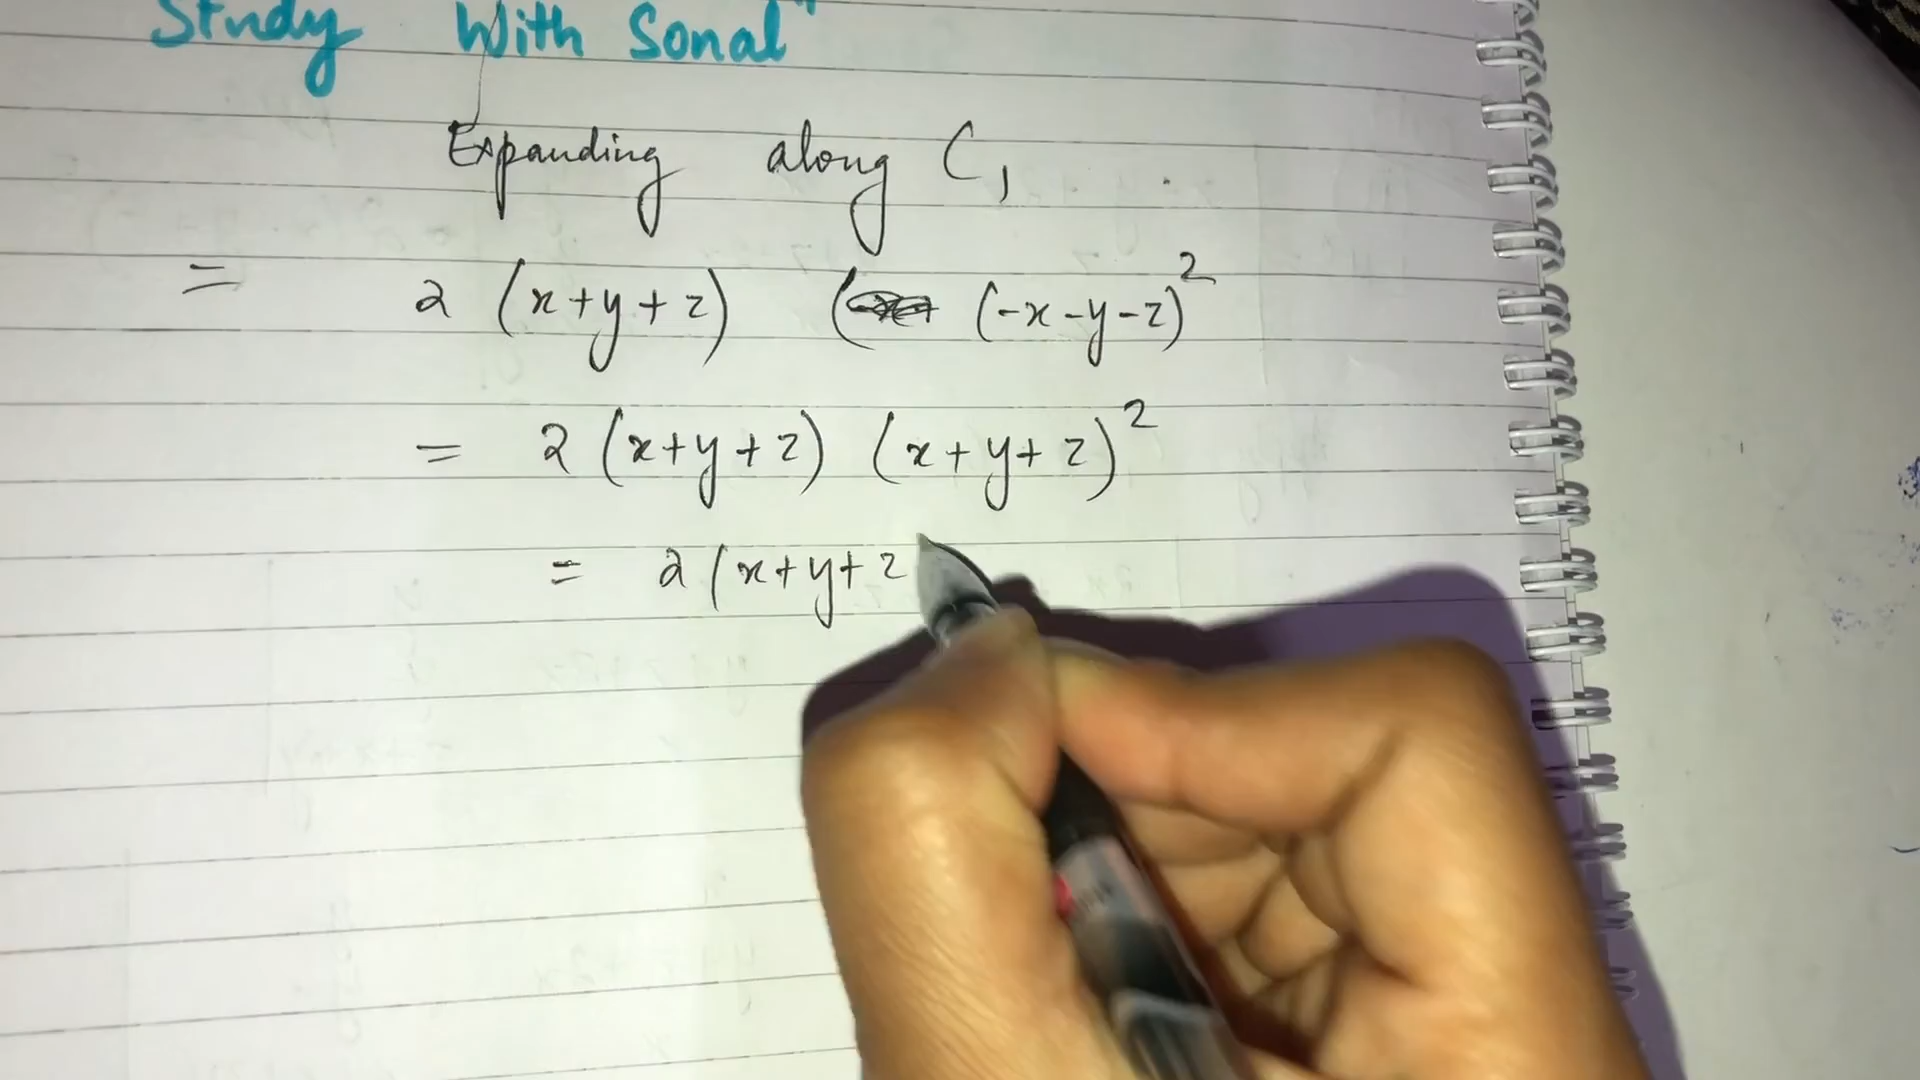 Study With Sonal"
Expanding along C1
= 2 (x+y+z) ( (-x-y-z)²
= 2 (x+y+z) (x+y+z)²
= 2 (x+y+z